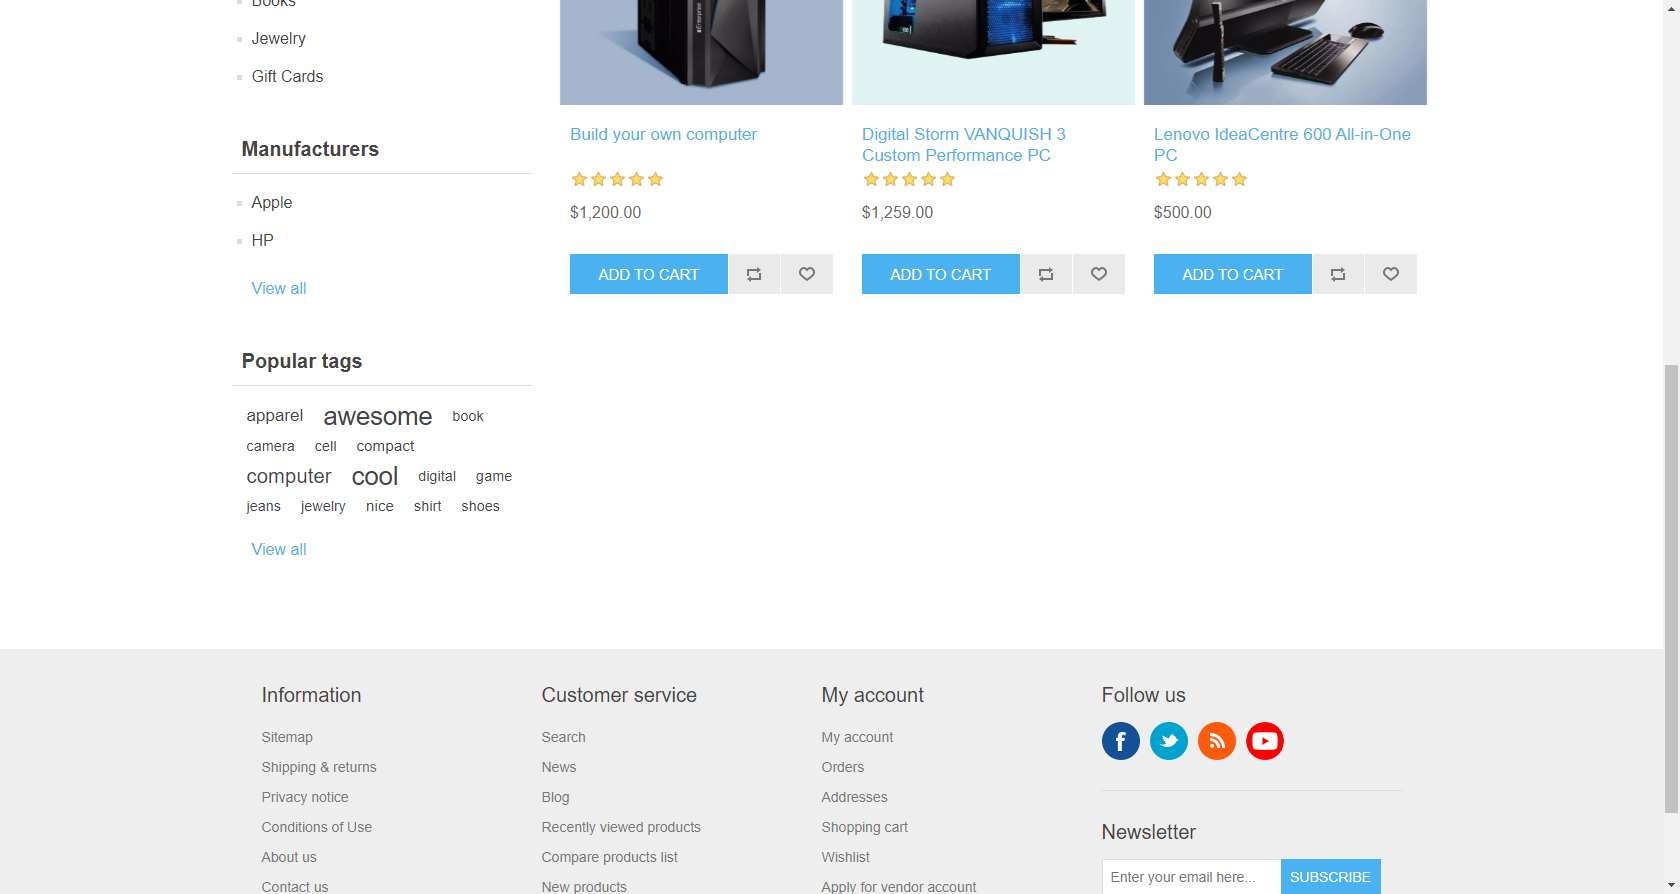 Books
Jewelry
Gift Cards
Manufacturers
Apple
HP
View all
Popular tags
apparel awesome book
camera cell compact
computer cool digital game
jeans jewelry nice shirt shoes
View all
Build your own computer
$1,200.00
ADD TO CART
Digital Storm VANQUISH 3
Custom Performance PC
$1,259.00
ADD TO CART
Lenovo IdeaCentre 600 All-in-One
PC
$500.00
ADD TO CART
Information
Sitemap
Shipping & returns
Privacy notice
Conditions of Use
About us
Contact us
Customer service
Search
News
Blog
Recently viewed products
Compare products list
New products
My account
My account
Orders
Addresses
Shopping cart
Wishlist
Apply for vendor account
Follow us
Newsletter
Enter your email here...
SUBSCRIBE